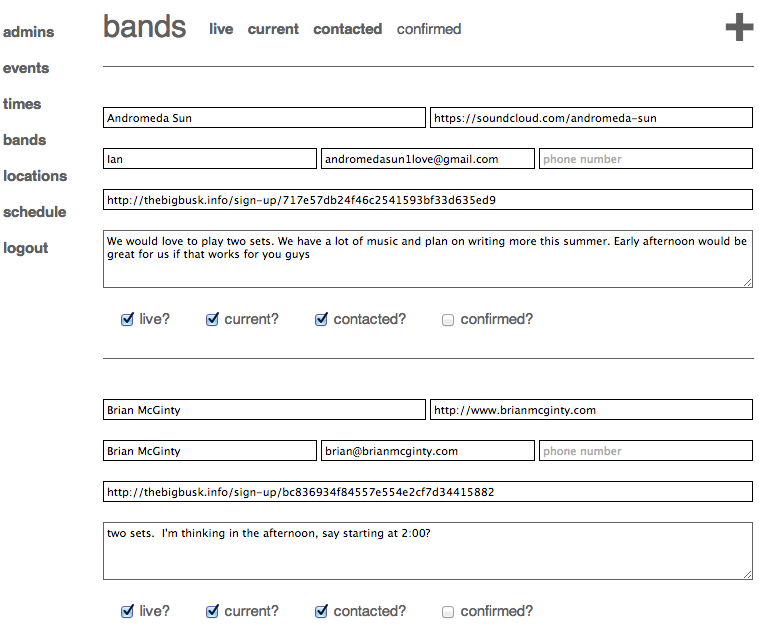 admins
events
times
bands
locations
schedule
logout
bands live current contacted confirmed
Andromeda Sun https://soundcloud.com/andromeda-sun
Ian andromedasun1love@gmail.com phone number
http://thebigbusk.info/sign-up/717e57db24f46c2541593bf33d635ed9
We would love to play two sets. We have a lot of music and plan on writing more this summer. Early afternoon would be
great for us if that works for you guys
live? current? contacted? confirmed?
Brian McGinty http://www.brianmcginty.com
Brian McGinty brian@brianmcginty.com phone number
http://thebigbusk.info/sign-up/bc836934f84557e554e2cf7d34415882
two sets.  I'm thinking in the afternoon, say starting at 2:00?
live? current? contacted? confirmed?